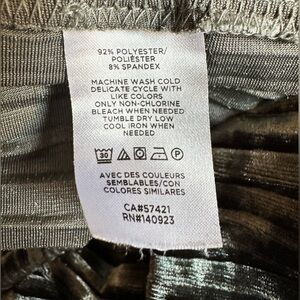 92% POLYESTER/
POLIÉSTER
8% SPANDEX
MACHINE WASH COLD
DELICATE CYCLE WITH
LIKE COLORS
ONLY NON-CHLORINE
BLEACH WHEN NEEDED
TUMBLE DRY LOW
COOL IRON WHEN
NEEDED
30 P
AVEC DES COULEURS
SEMBLABLES/CON
COLORES SIMILARES
CA#57421
RN#140923